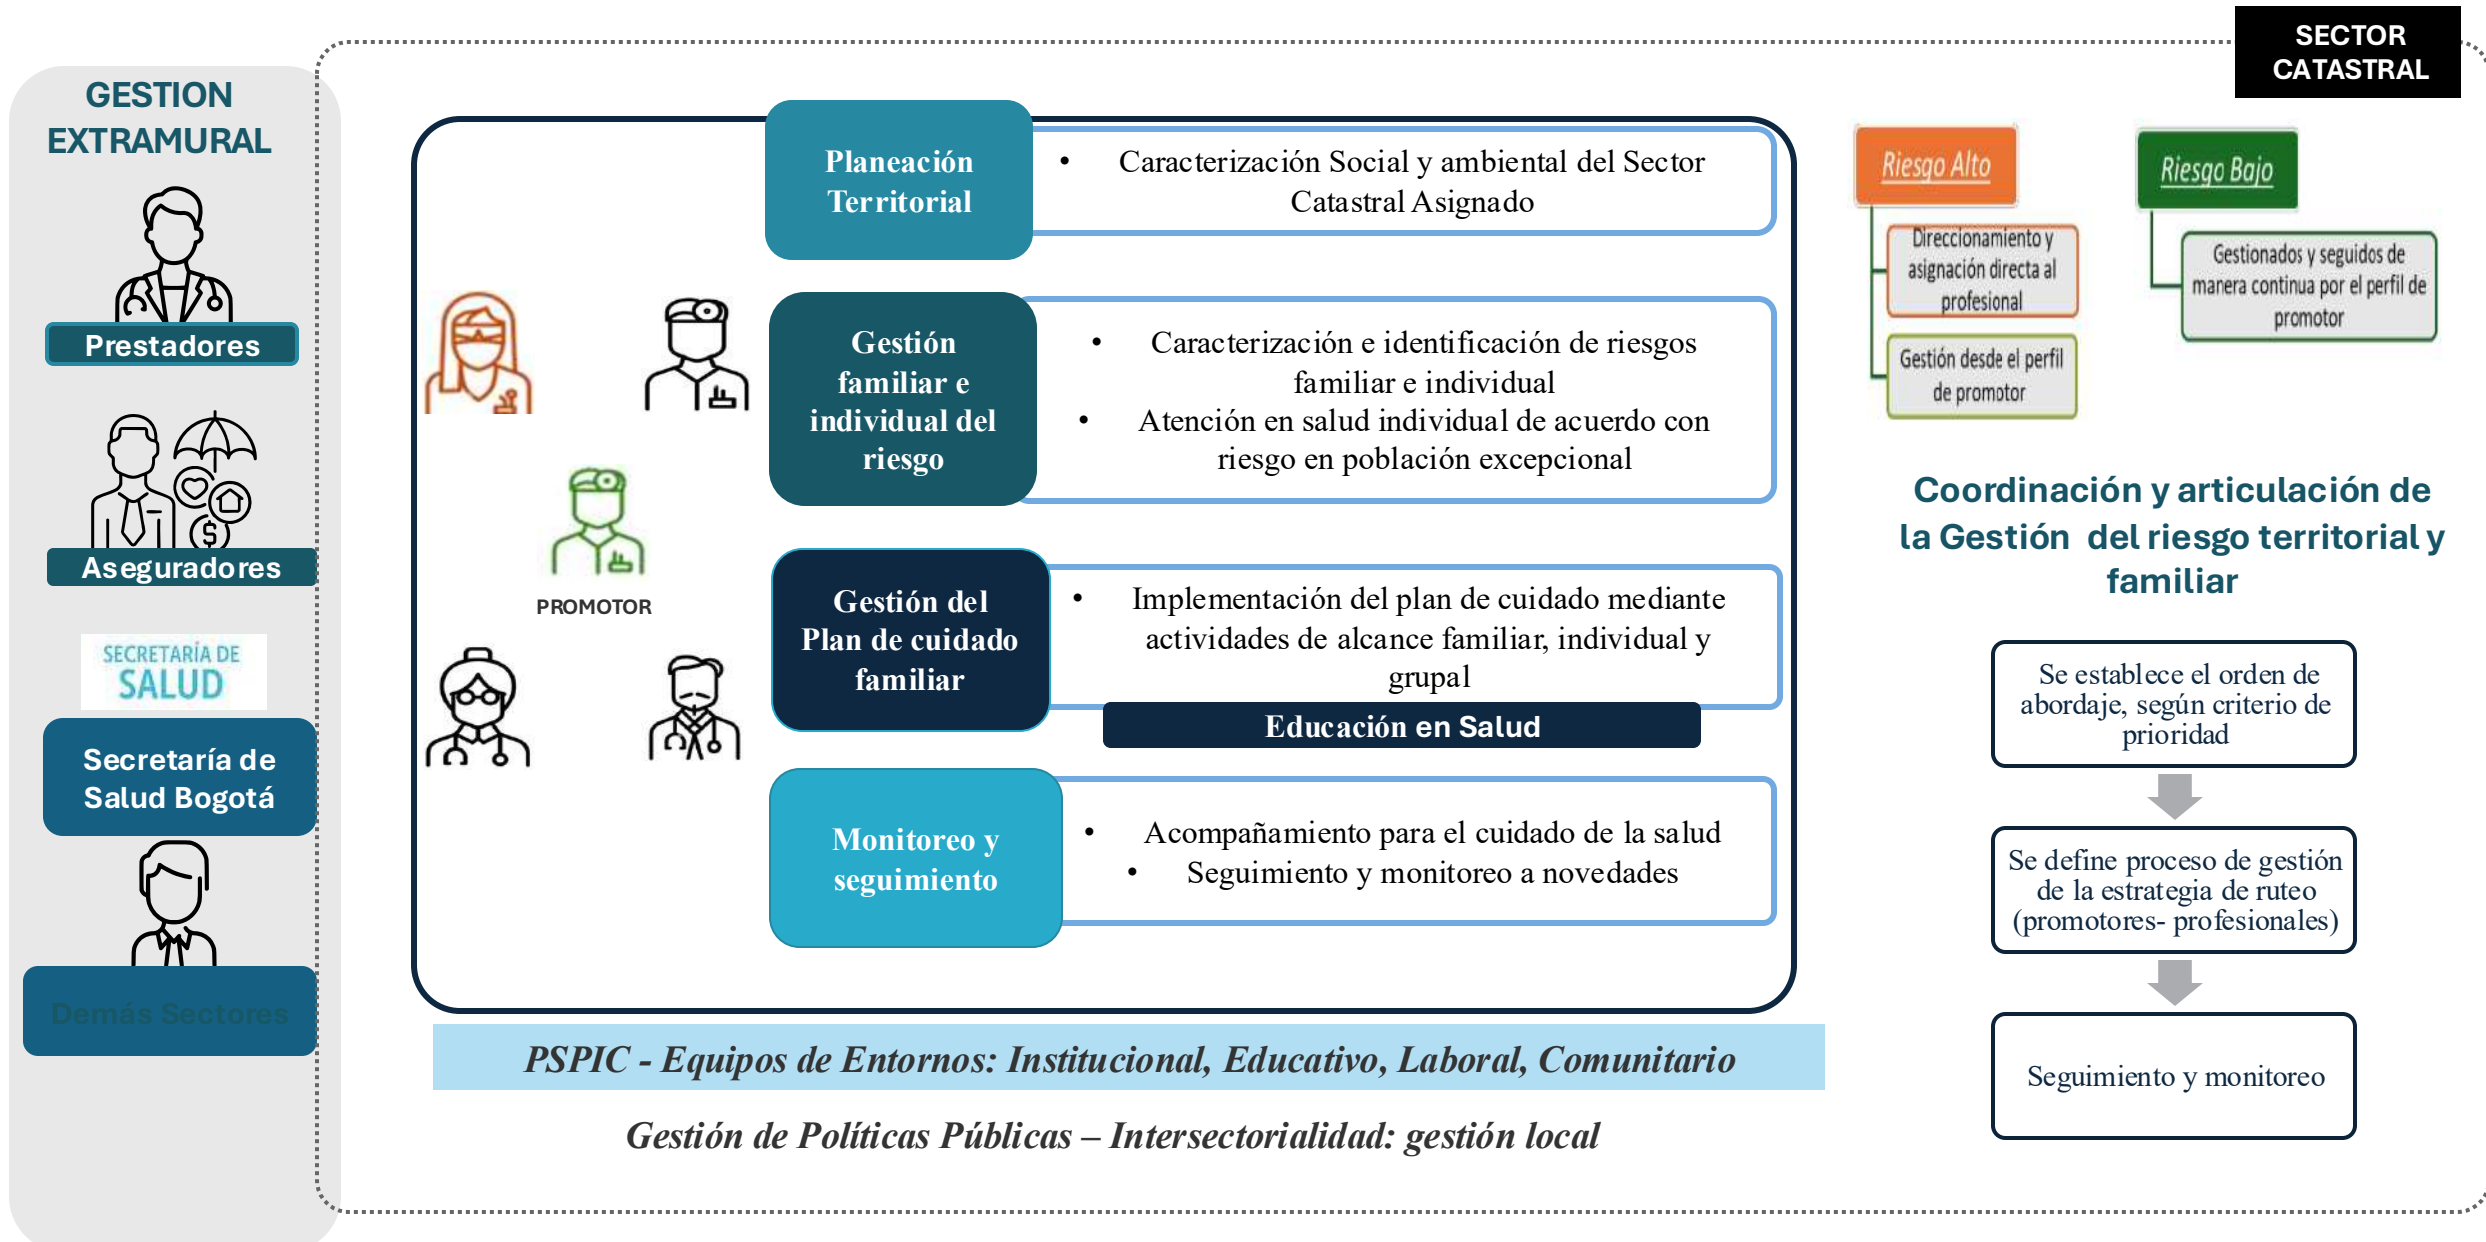 SECTOR
CATASTRAL
GESTION
EXTRAMURAL
Prestadores
Aseguradores
SECRETARÍA DE
SALUD
Secretaría de
Salud Bogotá
Demás Sectores
PROMOTOR
Planeación
Territorial
• Caracterización Social y ambiental del Sector
Catastral Asignado
Gestión
familiar e
individual del
riesgo
• Caracterización e identificación de riesgos
familiar e individual
• Atención en salud individual de acuerdo con
riesgo en población excepcional
Gestión del
Plan de cuidado
familiar
• Implementación del plan de cuidado mediante
actividades de alcance familiar, individual y
grupal
Educación en Salud
Monitoreo y
seguimiento
• Acompañamiento para el cuidado de la salud
• Seguimiento y monitoreo a novedades
PSPIC - Equipos de Entornos: Institucional, Educativo, Laboral, Comunitario
Gestión de Políticas Públicas – Intersectorialidad: gestión local
Riesgo Alto
Direccionamiento y
asignación directa al
profesional
Gestión desde el perfil
de promotor
Riesgo Bajo
Gestionados y seguidos de
manera continua por el perfil de
promotor
Coordinación y articulación de
la Gestión del riesgo territorial y
familiar
Se establece el orden de
abordaje, según criterio de
prioridad
Se define proceso de gestión
de la estrategia de ruteo
(promotores- profesionales)
Seguimiento y monitoreo